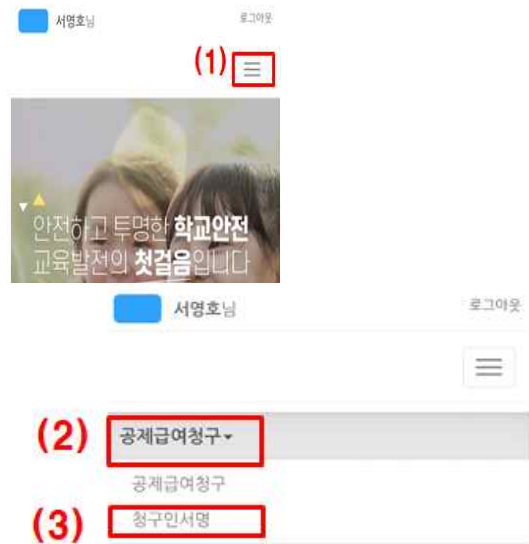 서영호님 로그아웃
(1)
안전하고 투명한 학교안전
교육발전의 첫걸음입니다
서영호님 로그아웃
(2) 공제급여청구
공제급여청구
(3) 청구인서명